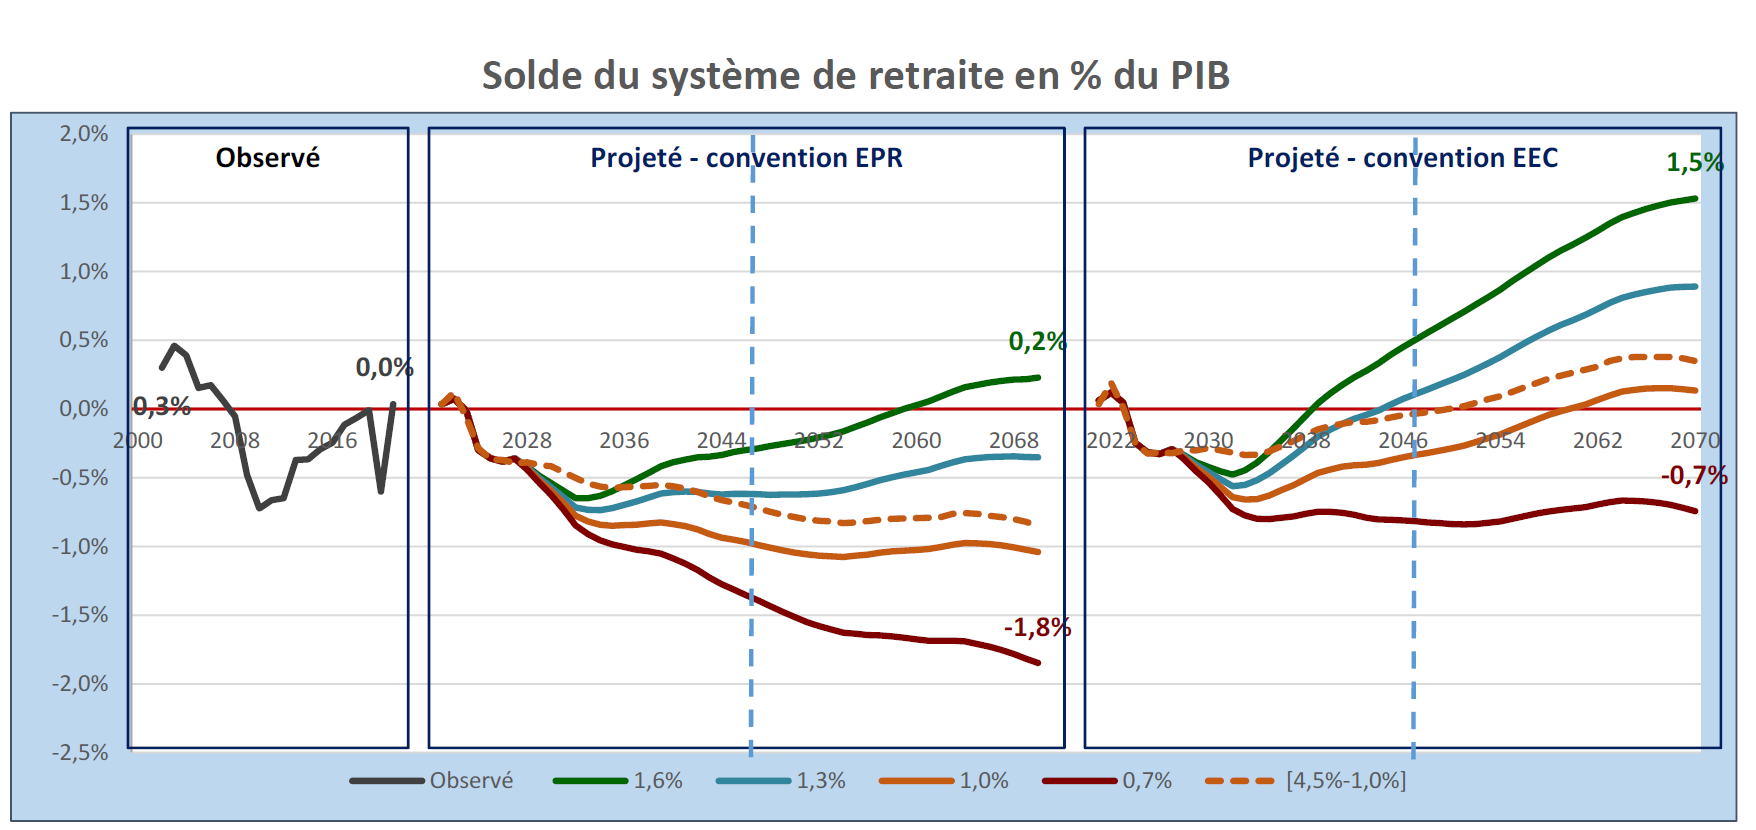 Solde du système de retraite en % du PIB
Observé
Projeté - convention EPR
Projeté - convention EEC
2,0%
1,5%
1,0%
0,5%
0,0%
-0,5%
-1,0%
-1,5%
-2,0%
-2,5%
0,3%
0,0%
0,2%
-1,8%
1,5%
-0,7%
2000 2008 2016 2028 2036 2044 2052 2060 2068 2022 2030 2038 2046 2054 2062 2070
Observé 1,6% 1,3% 1,0% 0,7% [4,5%-1,0%]